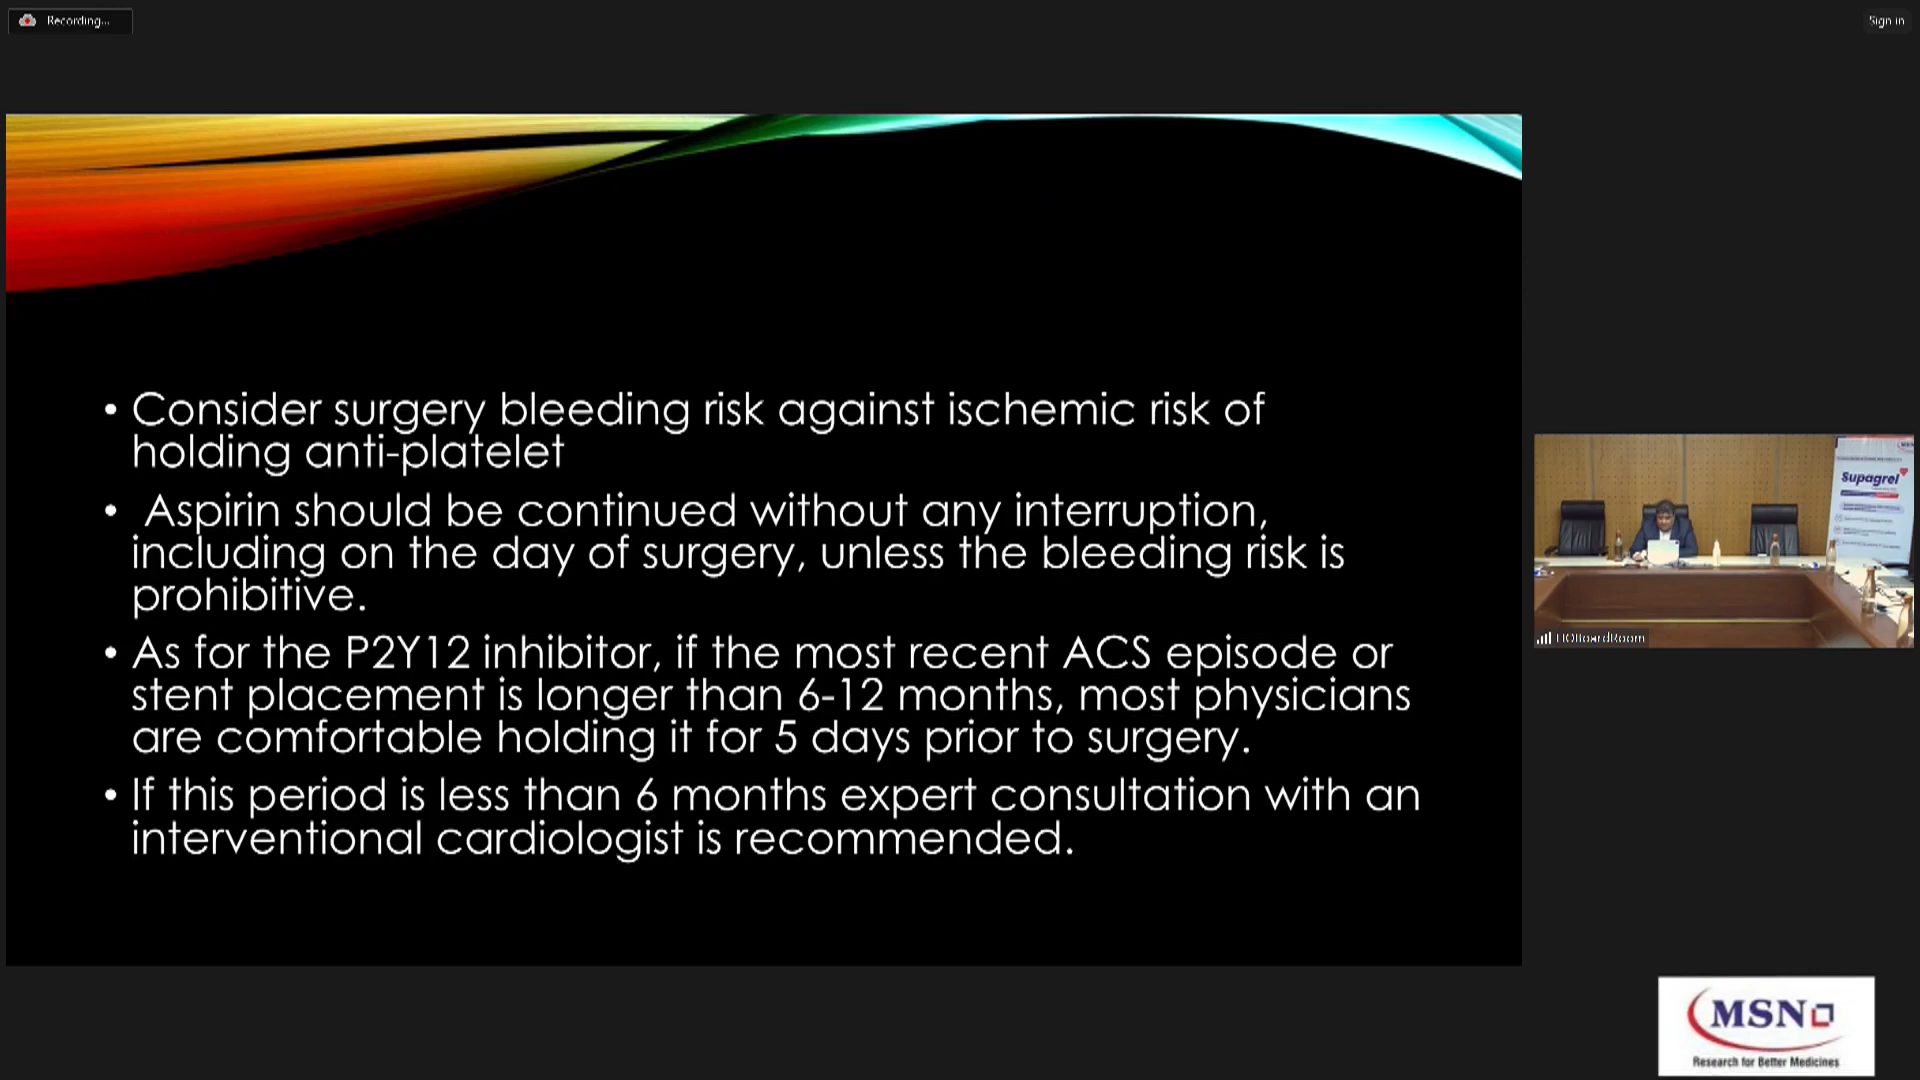 Recording...
Sign in
• Consider surgery bleeding risk against ischemic risk of
holding anti-platelet
• Aspirin should be continued without any interruption,
including on the day of surgery, unless the bleeding risk is
prohibitive.
• As for the P2Y12 inhibitor, if the most recent ACS episode or
stent placement is longer than 6-12 months, most physicians
are comfortable holding it for 5 days prior to surgery.
• If this period is less than 6 months expert consultation with an
interventional cardiologist is recommended.
Supagrel
HOBoardRoom
MSN
Research for Better Medicines